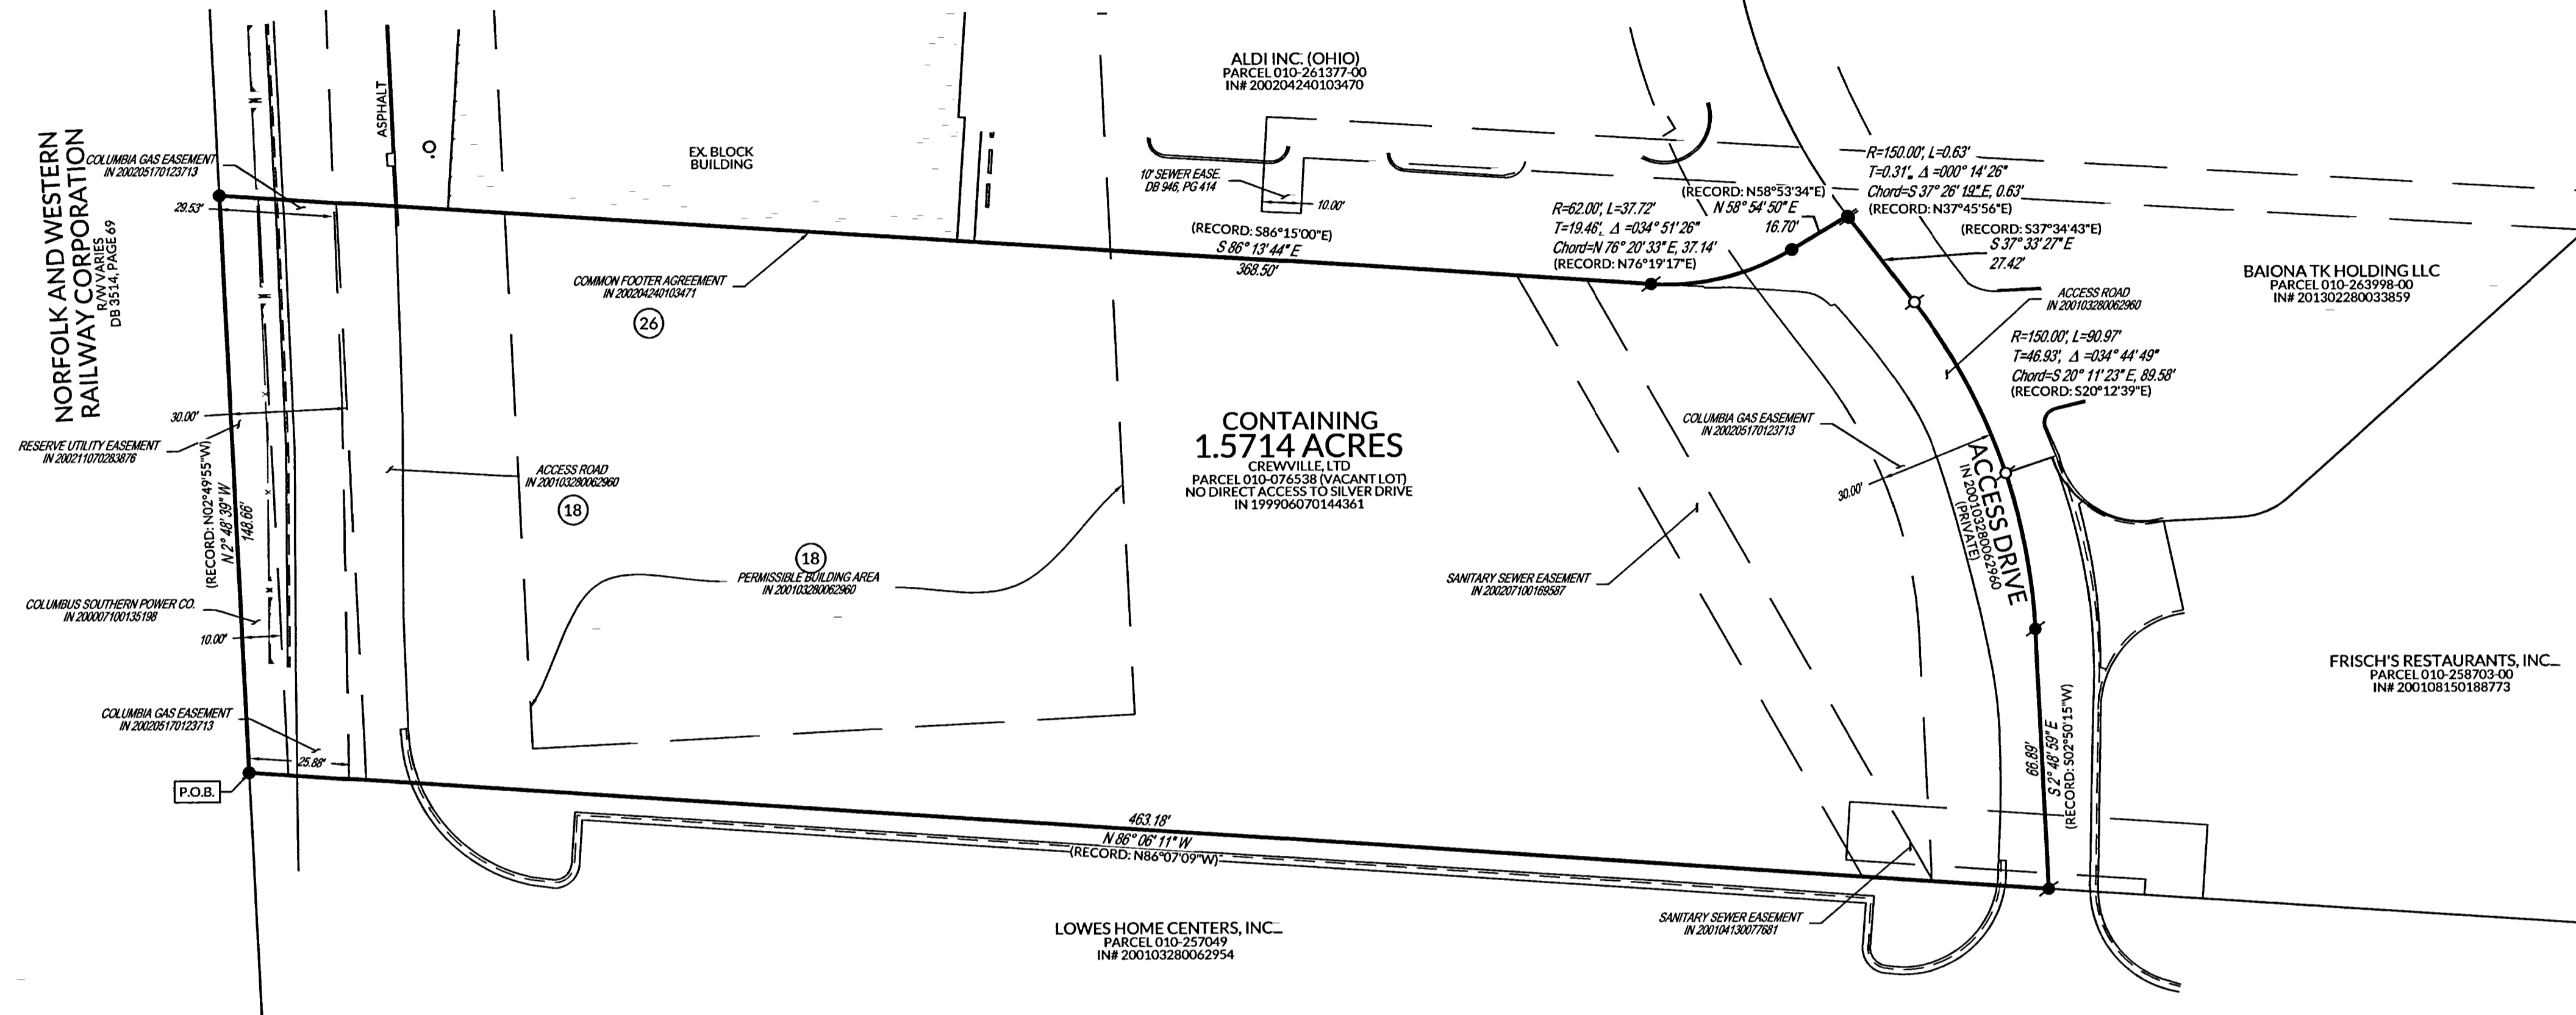 NORFOLK AND WESTERN
RAILWAY CORPORATION
R/W VARIES
DB 3514, PAGE 69
COLUMBIA GAS EASEMENT
IN 200205170123713
29.53'
ASPHALT
EX. BLOCK
BUILDING
COMMON FOOTER AGREEMENT
IN 200204240103471
26
ALDI INC. (OHIO)
PARCEL 010-261377-00
IN# 200204240103470
10' SEWER EASE.
DB 946, PG 414
10.00'
(RECORD: S86°15'00"E)
S 86° 13' 44" E
368.50'
R=62.00', L=37.72'
T=19.46', Δ =034° 51' 26"
Chord=N 76° 20' 33" E, 37.14'
(RECORD: N76°19'17"E)
(RECORD: N58°53'34"E)
N 58° 54' 50" E
16.70'
R=150.00', L=0.63'
T=0.31', Δ =000° 14' 26"
Chord=S 37° 26' 19" E, 0.63'
(RECORD: N37°45'56"E)
(RECORD: S37°34'43"E)
S 37° 33' 27" E
27.42'
ACCESS ROAD
IN 200103280062960
BAIONA TK HOLDING LLC
PARCEL 010-263998-00
IN# 201302280033859
R=150.00', L=90.97'
T=46.93', Δ =034° 44' 49"
Chord=S 20° 11' 23" E, 89.58'
(RECORD: S20°12'39"E)
30.00'
RESERVE UTILITY EASEMENT
IN 200211070283876
(RECORD: N02°49'55"W)
N 2° 48' 39" W
148.66'
ACCESS ROAD
IN 200103280062960
18
CONTAINING
1.5714 ACRES
CREWVILLE, LTD
PARCEL 010-076538 (VACANT LOT)
NO DIRECT ACCESS TO SILVER DRIVE
IN 199906070144361
COLUMBIA GAS EASEMENT
IN 200205170123713
30.00'
ACCESS DRIVE
IN 200103280062960
(PRIVATE)
18
PERMISSIBLE BUILDING AREA
IN 200103280062960
SANITARY SEWER EASEMENT
IN 200207100169587
COLUMBUS SOUTHERN POWER CO.
IN 200007100135198
10.00'
COLUMBIA GAS EASEMENT
IN 200205170123713
25.88'
P.O.B.
66.89'
S 2° 48' 59" E
(RECORD: S02°50'15"W)
FRISCH'S RESTAURANTS, INC
PARCEL 010-258703-00
IN# 200108150188773
463.18'
N 86° 06' 11" W
(RECORD: N86°07'09"W)
LOWES HOME CENTERS, INC
PARCEL 010-257049
IN# 200103280062954
SANITARY SEWER EASEMENT
IN 200104130077681